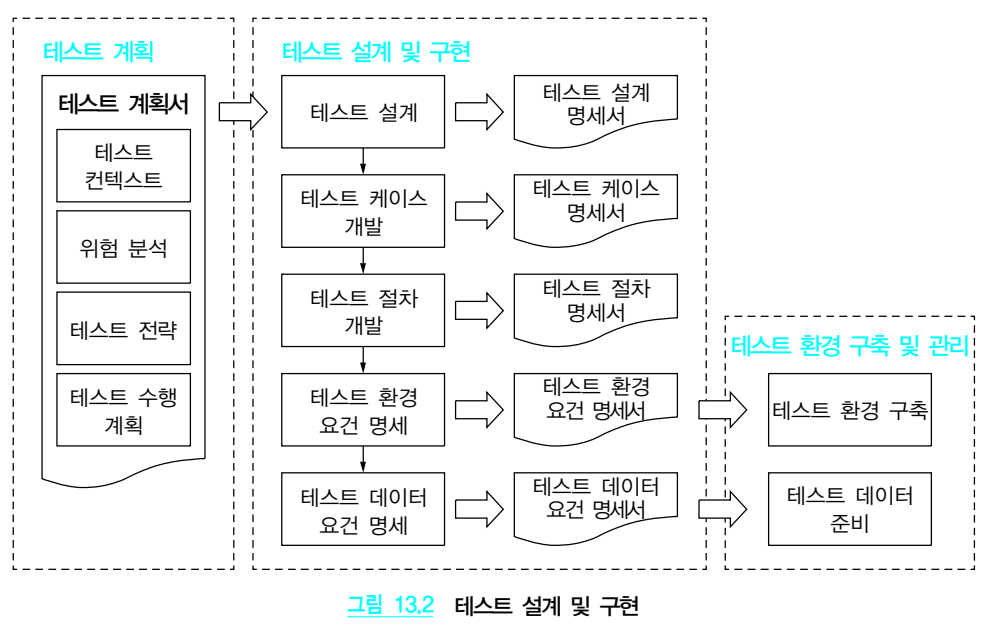 테스트 계획
테스트 계획서
테스트
컨텍스트
위험 분석
테스트 전략
테스트 수행
계획
테스트 설계 및 구현
테스트 설계
테스트 설계
명세서
테스트 케이스
개발
테스트 케이스
명세서
테스트 절차
개발
테스트 절차
명세서
테스트 환경
요건 명세
테스트 환경
요건 명세서
테스트 데이터
요건 명세
테스트 데이터
요건 명세서
테스트 환경 구축 및 관리
테스트 환경 구축
테스트 데이터
준비
그림 13.2 테스트 설계 및 구현